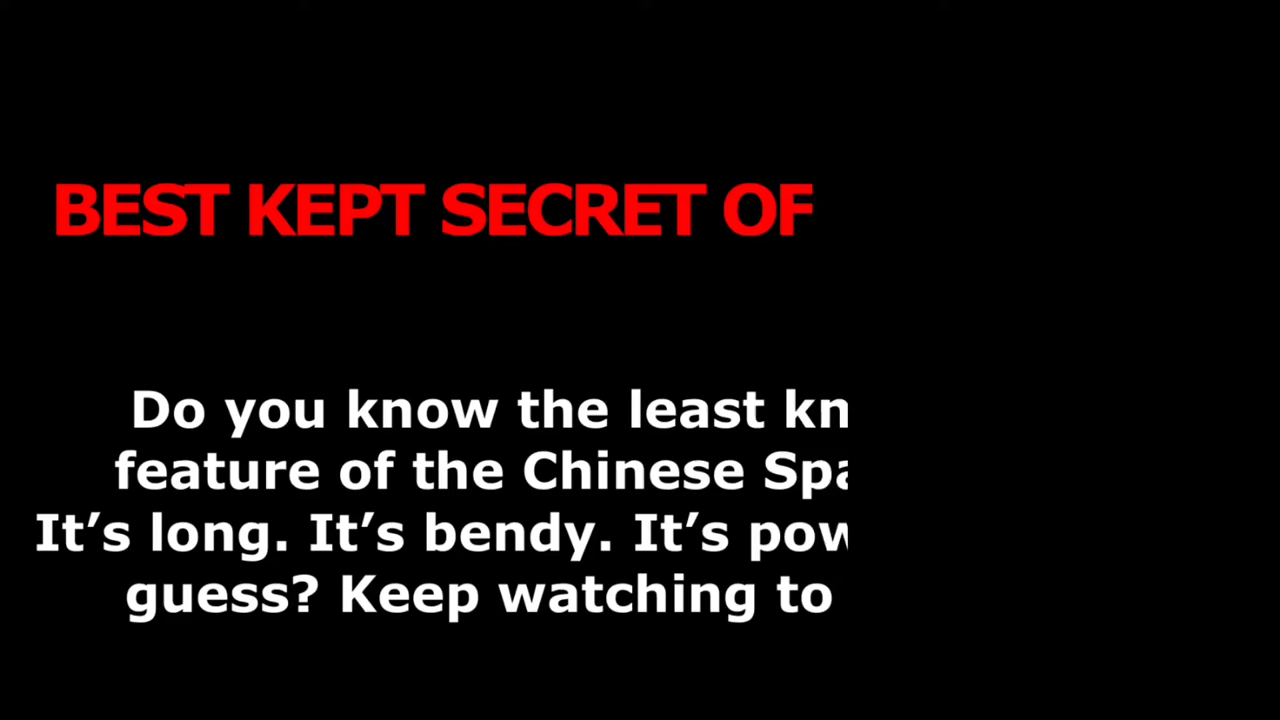 BEST KEPT SECRET OF
Do you know the least
feature of the Chinese
It’s long. It’s bendy. It’s
guess? Keep watching to